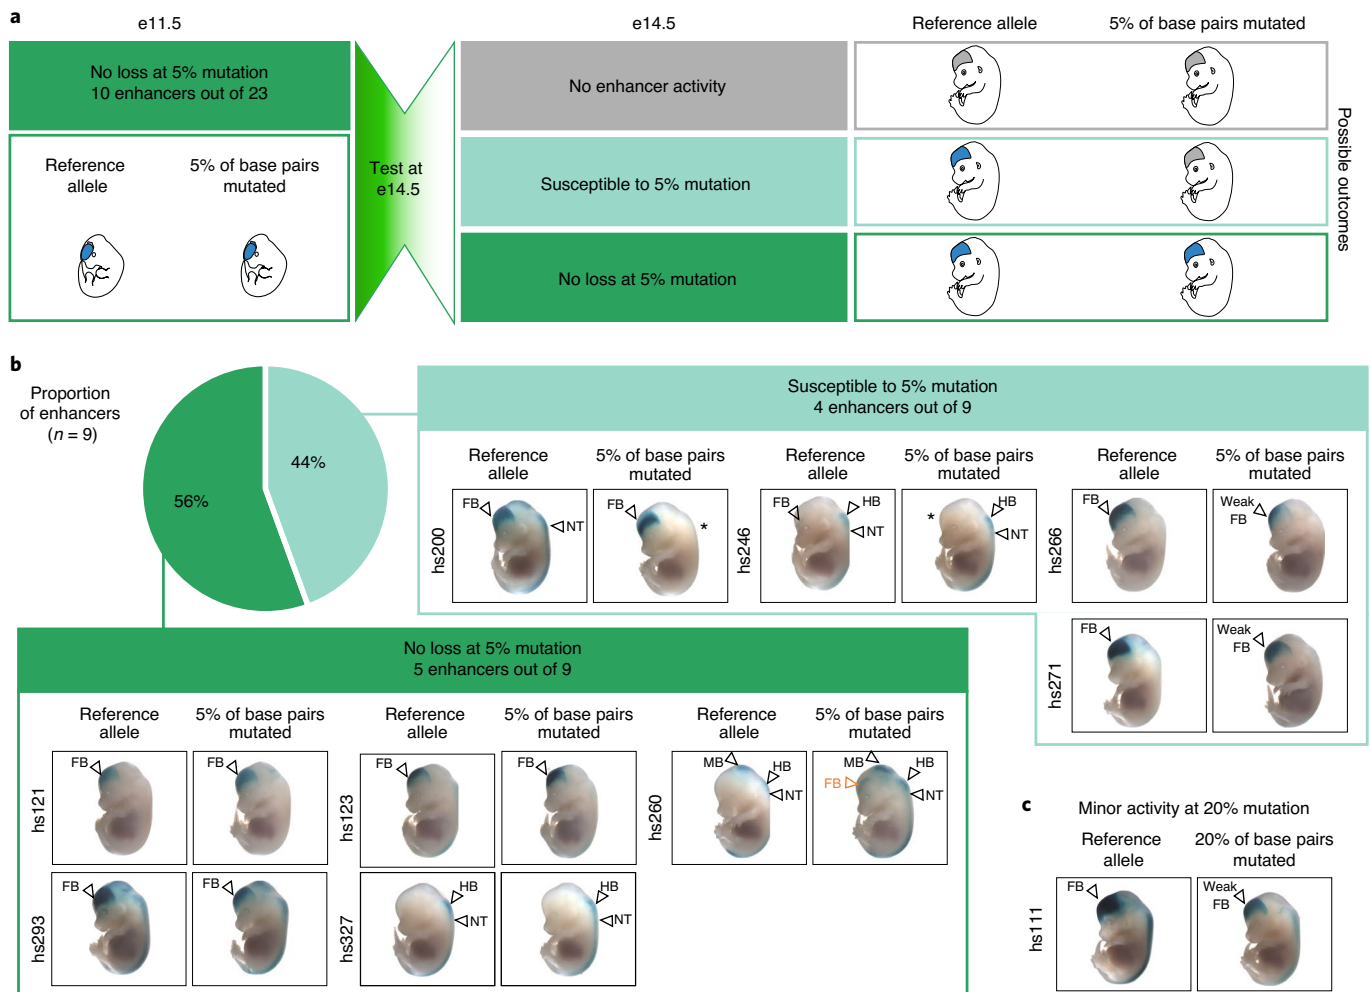 a
e11.5
e14.5
Reference allele
5% of base pairs mutated
No loss at 5% mutation
10 enhancers out of 23
Reference
allele
5% of base pairs
mutated
Test at
e14.5
No enhancer activity
Susceptible to 5% mutation
No loss at 5% mutation
Possible outcomes
b
Proportion
of enhancers
(n = 9)
56%
44%
Susceptible to 5% mutation
4 enhancers out of 9
Reference
allele
5% of base pairs
mutated
Reference
allele
5% of base pairs
mutated
Reference
allele
5% of base pairs
mutated
hs200
FB
NT
FB
*
hs246
FB
HB
NT
*
HB
NT
hs266
FB
Weak
FB
hs271
FB
Weak
FB
No loss at 5% mutation
5 enhancers out of 9
Reference
allele
5% of base pairs
mutated
Reference
allele
5% of base pairs
mutated
Reference
allele
5% of base pairs
mutated
hs121
FB
FB
hs123
FB
FB
hs260
MB
HB
NT
MB
FB
HB
NT
hs293
FB
FB
hs327
HB
NT
HB
NT
c
Minor activity at 20% mutation
Reference
allele
20% of base pairs
mutated
hs111
FB
Weak
FB